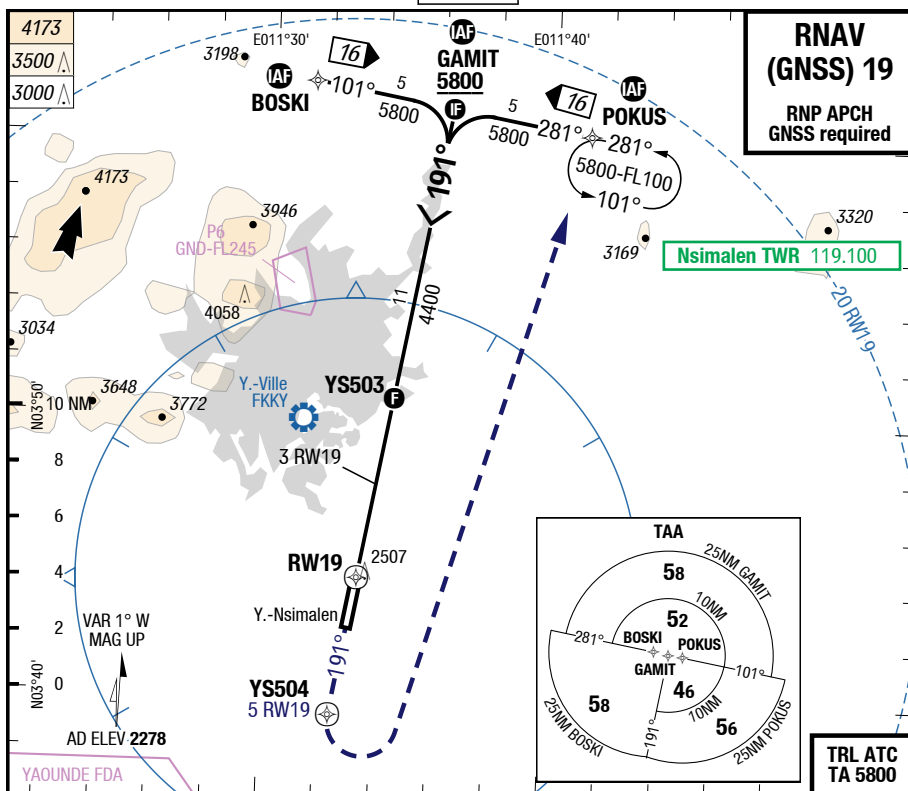 4173
3500
3000
3198
E011°30'
IAF
BOSKI
16
101°
5
5800
IAF
GAMIT
5800
IF
5
5800
E011°40'
16
IAF
POKUS
281°
281°
5800-FL100
101°
RNAV
(GNSS) 19
RNP APCH
GNSS required
191°
4173
3946
P6
GND-FL245
4058
3169
3320
Nsimalen TWR 119.100
20 RW19
11
4400
3034
3648
3772
N03°50'
10 NM
Y.-Ville
FKKY
YS503
F
3 RW19
8
6
4
2
0
RW19
2507
Y.-Nsimalen
191°
VAR 1° W
MAG UP
N03°40'
YS504
5 RW19
AD ELEV 2278
YAOUNDE FDA
TAA
25NM GAMIT
58
10NM
52
BOSKI
POKUS
281°
GAMIT
101°
46
58
10NM
191°
56
25NM BOSKI
25NM POKUS
TRL ATC
TA 5800